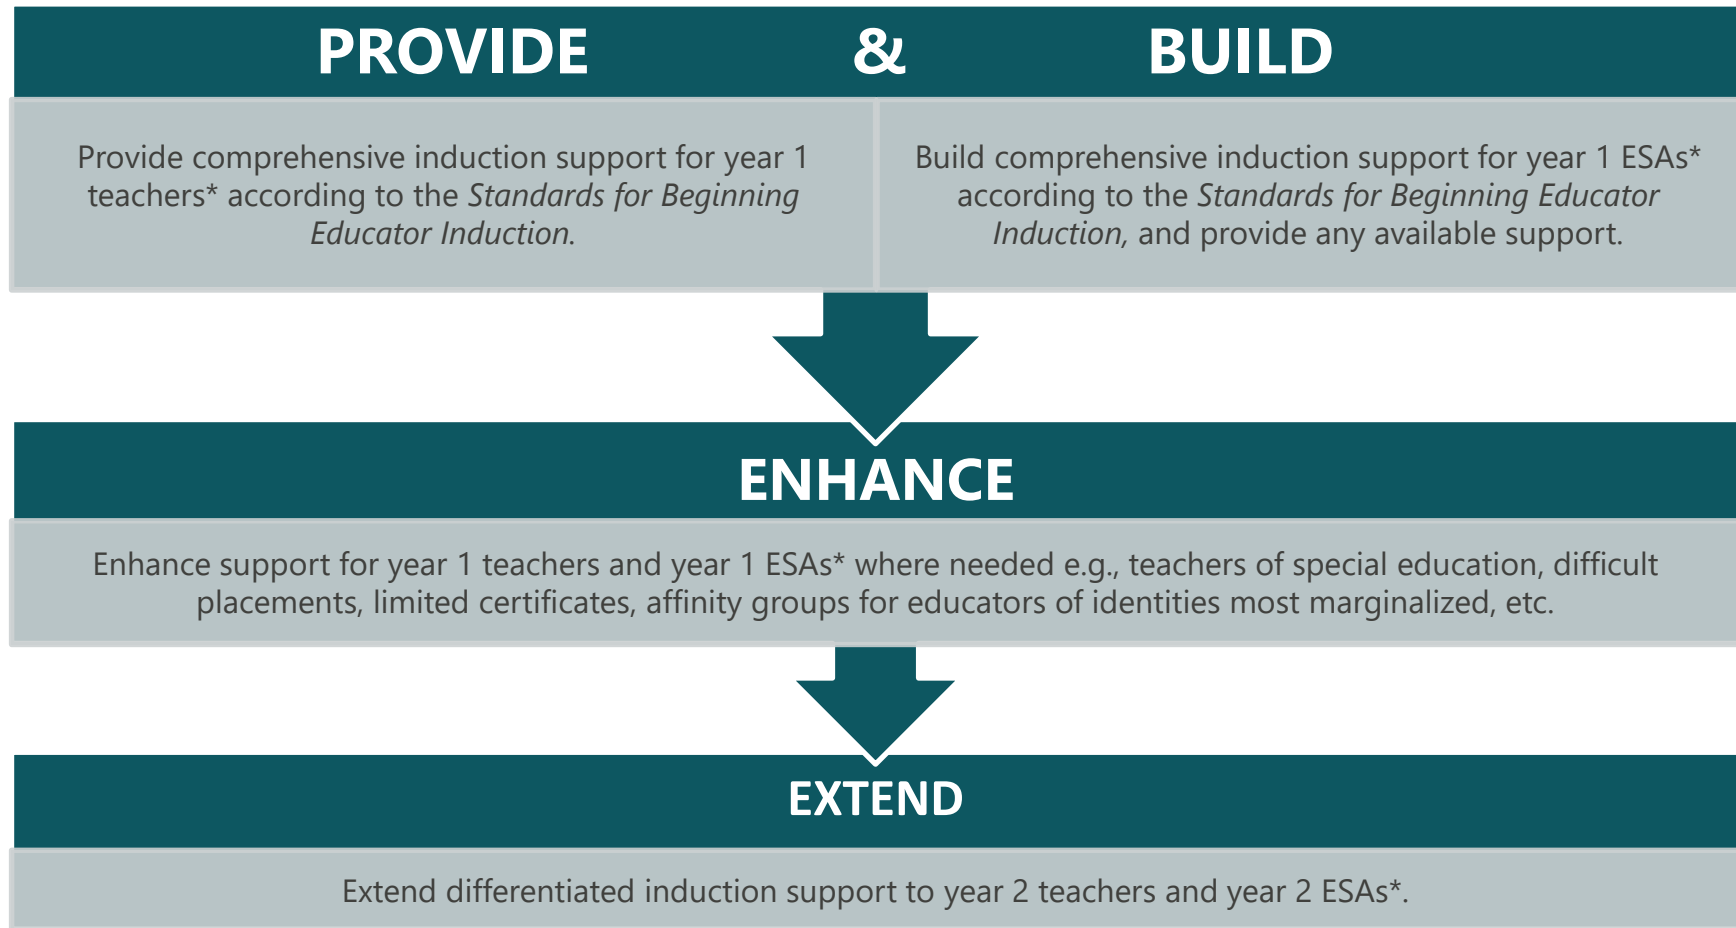 PROVIDE & BUILD
Provide comprehensive induction support for year 1
teachers* according to the Standards for Beginning
Educator Induction.
Build comprehensive induction support for year 1 ESAs*
according to the Standards for Beginning Educator
Induction, and provide any available support.
ENHANCE
Enhance support for year 1 teachers and year 1 ESAs* where needed e.g., teachers of special education, difficult
placements, limited certificates, affinity groups for educators of identities most marginalized, etc.
EXTEND
Extend differentiated induction support to year 2 teachers and year 2 ESAs*.